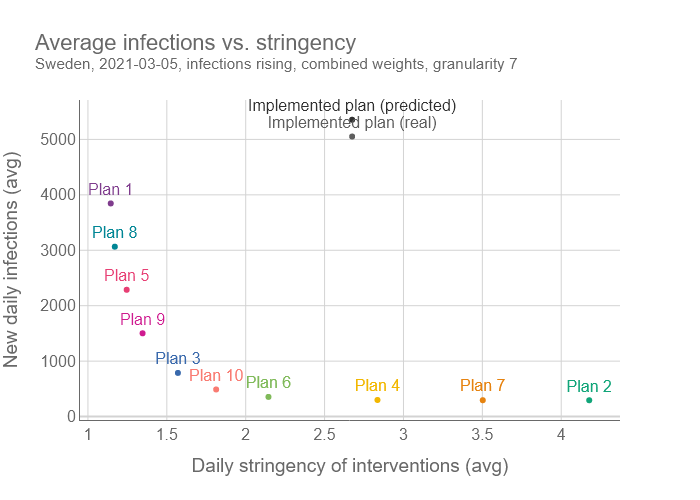 Average infections vs. stringency
Sweden, 2021-03-05, infections rising, combined weights, granularity 7
Implemented plan (predicted)
Implemented plan (real)
5000
Plan 1
4000
Plan 8
3000
Plan 5
2000
Plan 9
Plan 3
1000
Plan 10
Plan 6
Plan 4
Plan 7
Plan 2
0
1
1.5
2
2.5
3
3.5
4
New daily infections (avg)
Daily stringency of interventions (avg)